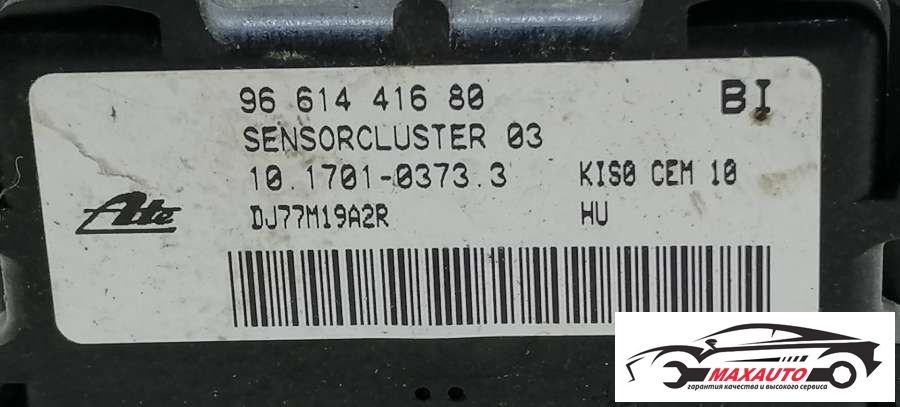 96 614 416 80 BI
SENSORCLUSTER 03
10.1701-0373.3 KIS0 CEM 10
Ate DJ77M19A2R HU
MAXAUTO
гарантия качества и высокого сервиса